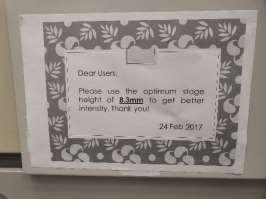 Dear Users,
Please use the optimum stage
height of 8.3mm to get better
intensity. Thank you!
24 Feb 2017